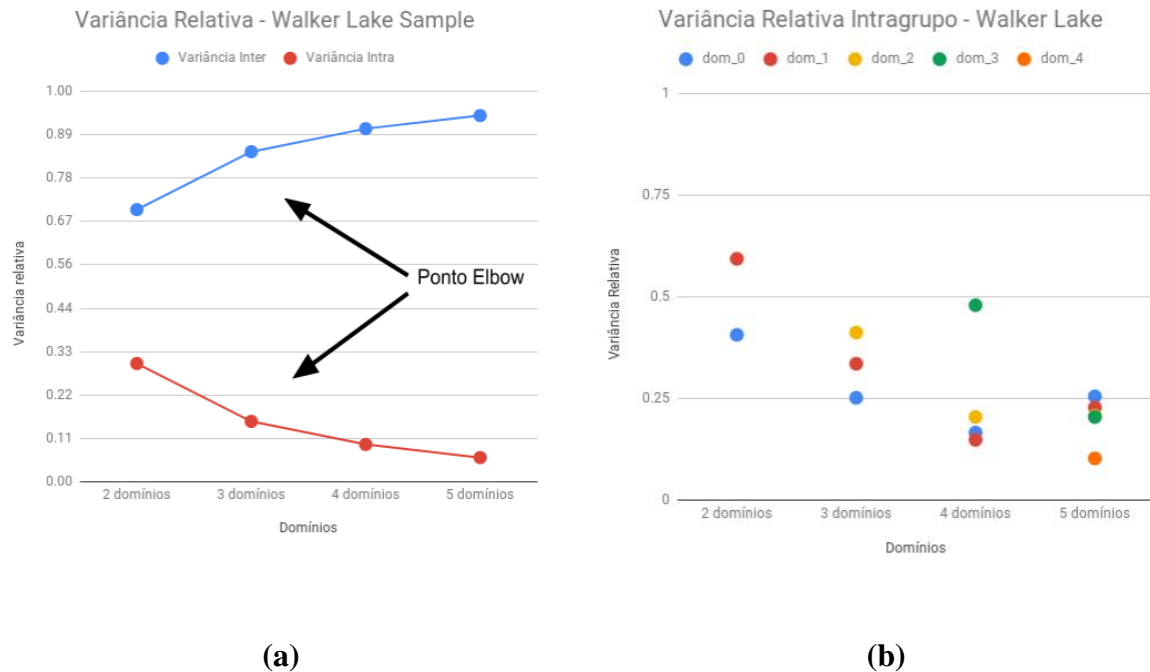 Variância Relativa - Walker Lake Sample
Variância Inter Variância Intra
1.00
0.89
0.78
0.67
0.56
0.44
0.33
0.22
0.11
0.00
Variância relativa
Ponto Elbow
2 domínios 3 domínios 4 domínios 5 domínios
Domínios
(a)
Variância Relativa Intragrupo - Walker Lake
dom_0 dom_1 dom_2 dom_3 dom_4
1
0.75
0.5
0.25
0
Variância Relativa
2 domínios 3 domínios 4 domínios 5 domínios
Domínios
(b)